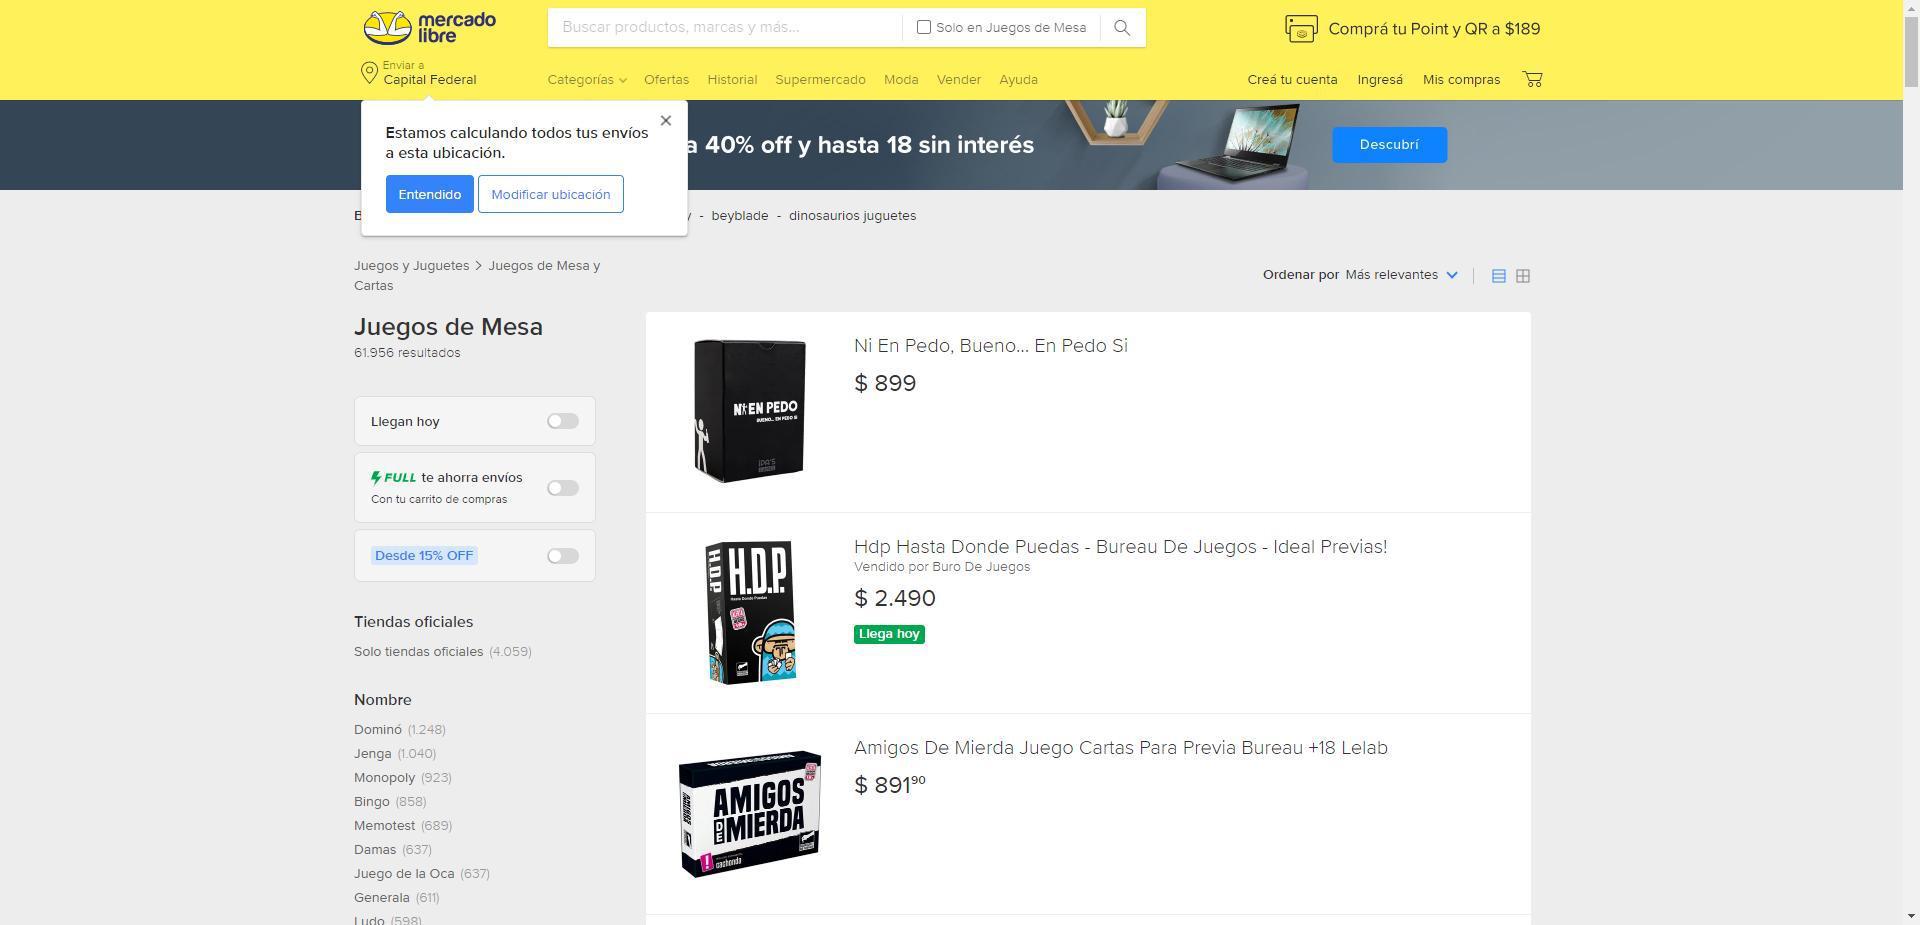 mercado
libre
Buscar productos, marcas y más...
Solo en Juegos de Mesa
Comprá tu Point y QR a $189
Enviar a
Capital Federal
Categorías
Ofertas
Historial
Supermercado
Moda
Vender
Ayuda
Creá tu cuenta
Ingresá
Mis compras
Estamos calculando todos tus envíos
a esta ubicación.
Entendido
Modificar ubicación
a 40% off y hasta 18 sin interés
Descubrí
y - beyblade - dinosaurios juguetes
Juegos y Juguetes > Juegos de Mesa y
Cartas
Ordenar por Más relevantes
Juegos de Mesa
61.956 resultados
Llegan hoy
FULL te ahorra envíos
Con tu carrito de compras
Desde 15% OFF
Tiendas oficiales
Solo tiendas oficiales (4.059)
Nombre
Dominó (1.248)
Jenga (1.040)
Monopoly (923)
Bingo (858)
Memotest (689)
Damas (637)
Juego de la Oca (637)
Generala (611)
Ludo (598)
NI EN PEDO
BUENO... EN PEDO SI
Ni En Pedo, Bueno... En Pedo Si
$ 899
H.D.P.
H.D.P.
Hasta Donde Puedas
Hdp Hasta Donde Puedas - Bureau De Juegos - Ideal Previas!
Vendido por Buro De Juegos
$ 2.490
Llega hoy
AMIGOS
DE MIERDA
cachonda
Amigos De Mierda Juego Cartas Para Previa Bureau +18 Lelab
$ 891 90